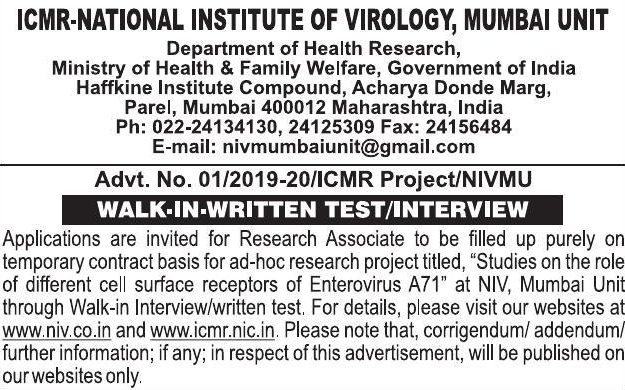 ICMR-NATIONAL INSTITUTE OF VIROLOGY, MUMBAI UNIT
Department of Health Research,
Ministry of Health & Family Welfare, Government of India
Haffkine Institute Compound, Acharya Donde Marg,
Parel, Mumbai 400012 Maharashtra, India
Ph: 022-24134130, 24125309 Fax: 24156484
E-mail: nivmumbaiunit@gmail.com
Advt. No. 01/2019-20/ICMR Project/NIVMU
WALK-IN-WRITTEN TEST/INTERVIEW
Applications are invited for Research Associate to be filled up purely on
temporary contract basis for ad-hoc research project titled, “Studies on the role
of different cell surface receptors of Enterovirus A71” at NIV, Mumbai Unit
through Walk-in Interview/written test. For details, please visit our websites at
www.niv.co.in and www.icmr.nic.in. Please note that, corrigendum/ addendum/
further information; if any; in respect of this advertisement, will be published on
our websites only.